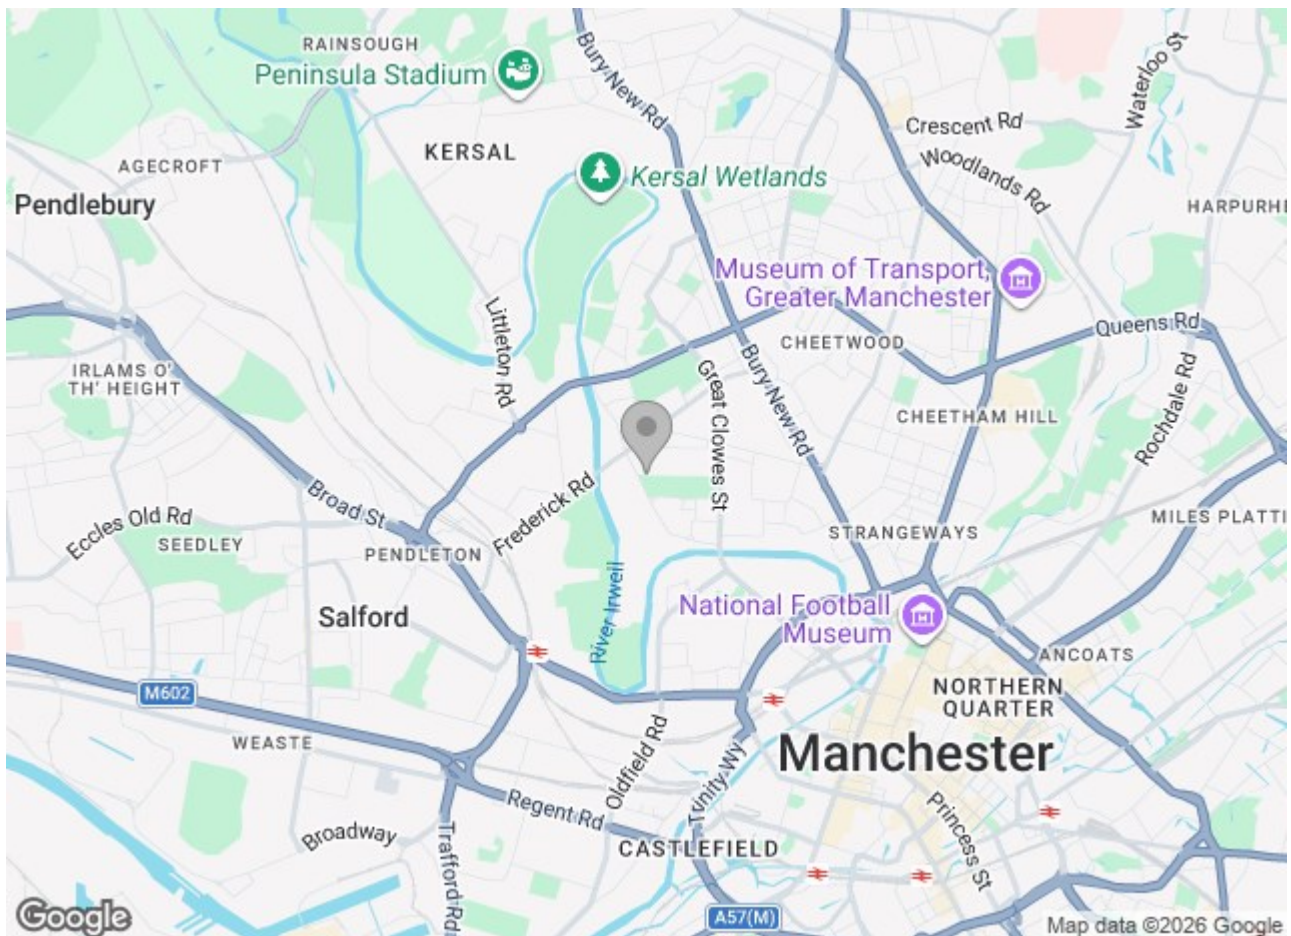 RAINSOUGH
Peninsula Stadium
Bury New Rd
Waterloo St
Crescent Rd
KERSAL
AGECROFT
Woodlands Rd
Kersal Wetlands
Pendlebury
HARPURHE
Museum of Transport,
Greater Manchester
Littleton Rd
Queens Rd
CHEETWOOD
IRLAMS O'
TH' HEIGHT
Great Clowes St
Bury New Rd
Rochdale Rd
CHEETHAM HILL
Broad St
Frederick Rd
Eccles Old Rd
SEEDLEY
PENDLETON
STRANGEWAYS
MILES PLATTI
River Irwell
Salford
National Football
Museum
ANCOATS
M602
NORTHERN
QUARTER
WEASTE
Oldfield Rd
Trinity Wy
Manchester
Regent Rd
Princess St
Broadway
Trafford Rd
CASTLEFIELD
A57(M)
Google
Map data ©2026 Google